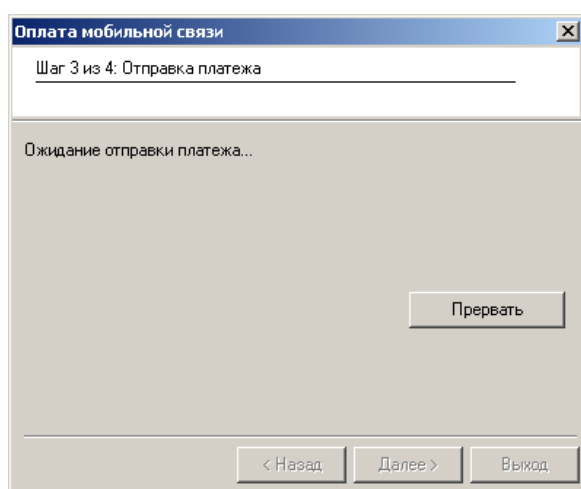 Оплата мобильной связи
Шаг 3 из 4: Отправка платежа
Ожидание отправки платежа...
Прервать
< Назад Далее > Выход